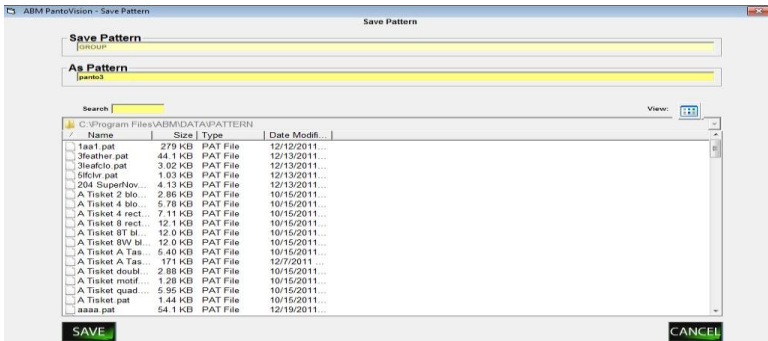 ABM PantoVision - Save Pattern
Save Pattern
Save Pattern
GROUP
As Pattern
panto3
Search
View:
C:\Program Files\ABM\DATA\PATTERN
/ Name Size Type Date Modifi...
1aa1.pat 279 KB PAT File 12/12/2011...
3feather.pat 44.1 KB PAT File 12/13/2011...
3leafclo.pat 3.02 KB PAT File 12/13/2011...
5lfclvr.pat 1.03 KB PAT File 12/13/2011...
204 SuperNov... 4.13 KB PAT File 12/13/2011...
A Tisket 2 blo... 2.86 KB PAT File 10/15/2011...
A Tisket 4 blo... 5.78 KB PAT File 10/15/2011...
A Tisket 4 rect... 7.11 KB PAT File 10/15/2011...
A Tisket 8 rect... 12.1 KB PAT File 10/15/2011...
A Tisket 8T bl... 12.0 KB PAT File 10/15/2011...
A Tisket 8W bl... 12.0 KB PAT File 10/15/2011...
A Tisket A Tas... 5.40 KB PAT File 10/15/2011...
A Tisket A Tas... 171 KB PAT File 12/7/2011 ...
A Tisket doubl... 2.88 KB PAT File 10/15/2011...
A Tisket motif... 1.28 KB PAT File 10/15/2011...
A Tisket quad.... 5.95 KB PAT File 10/15/2011...
A Tisket.pat 1.44 KB PAT File 10/15/2011...
aaaa.pat 54.1 KB PAT File 12/19/2011...
SAVE
CANCEL